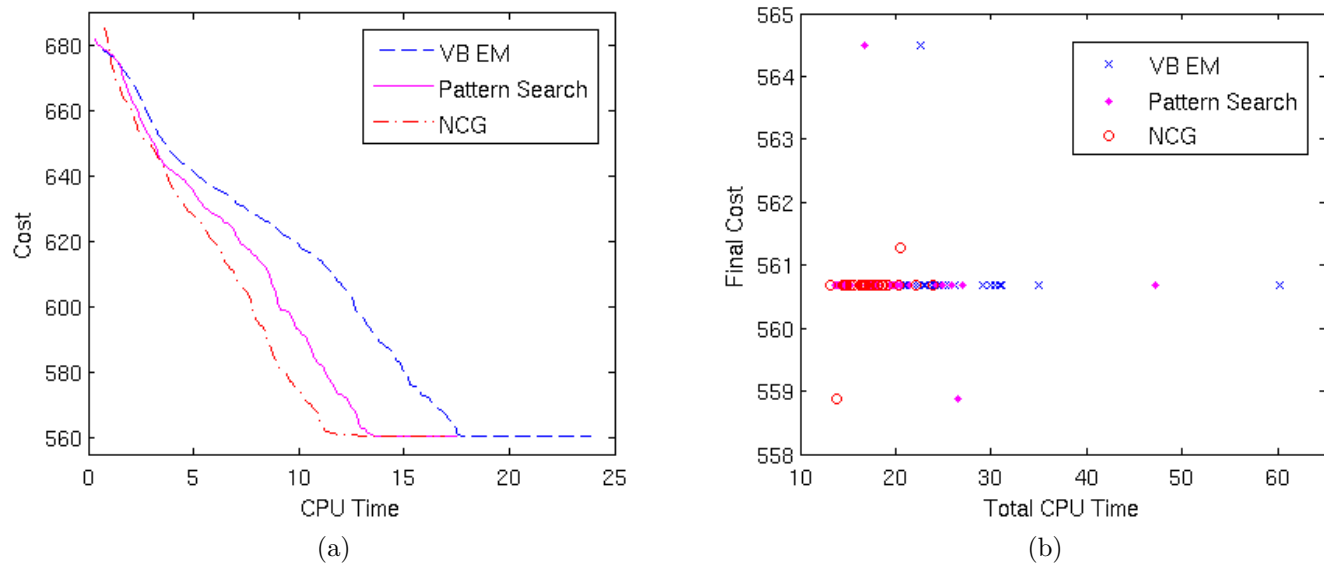 680
660
640
620
600
580
560
Cost
0 5 10 15 20 25
CPU Time
VB EM
Pattern Search
NCG
(a)
565
564
563
562
561
560
559
558
Final Cost
10 20 30 40 50 60
Total CPU Time
VB EM
Pattern Search
NCG
(b)